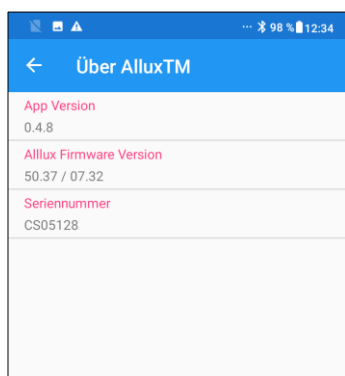 ... 98 % 12:34
Über AlluxTM
App Version
0.4.8
Alllux Firmware Version
50.37 / 07.32
Seriennummer
CS05128